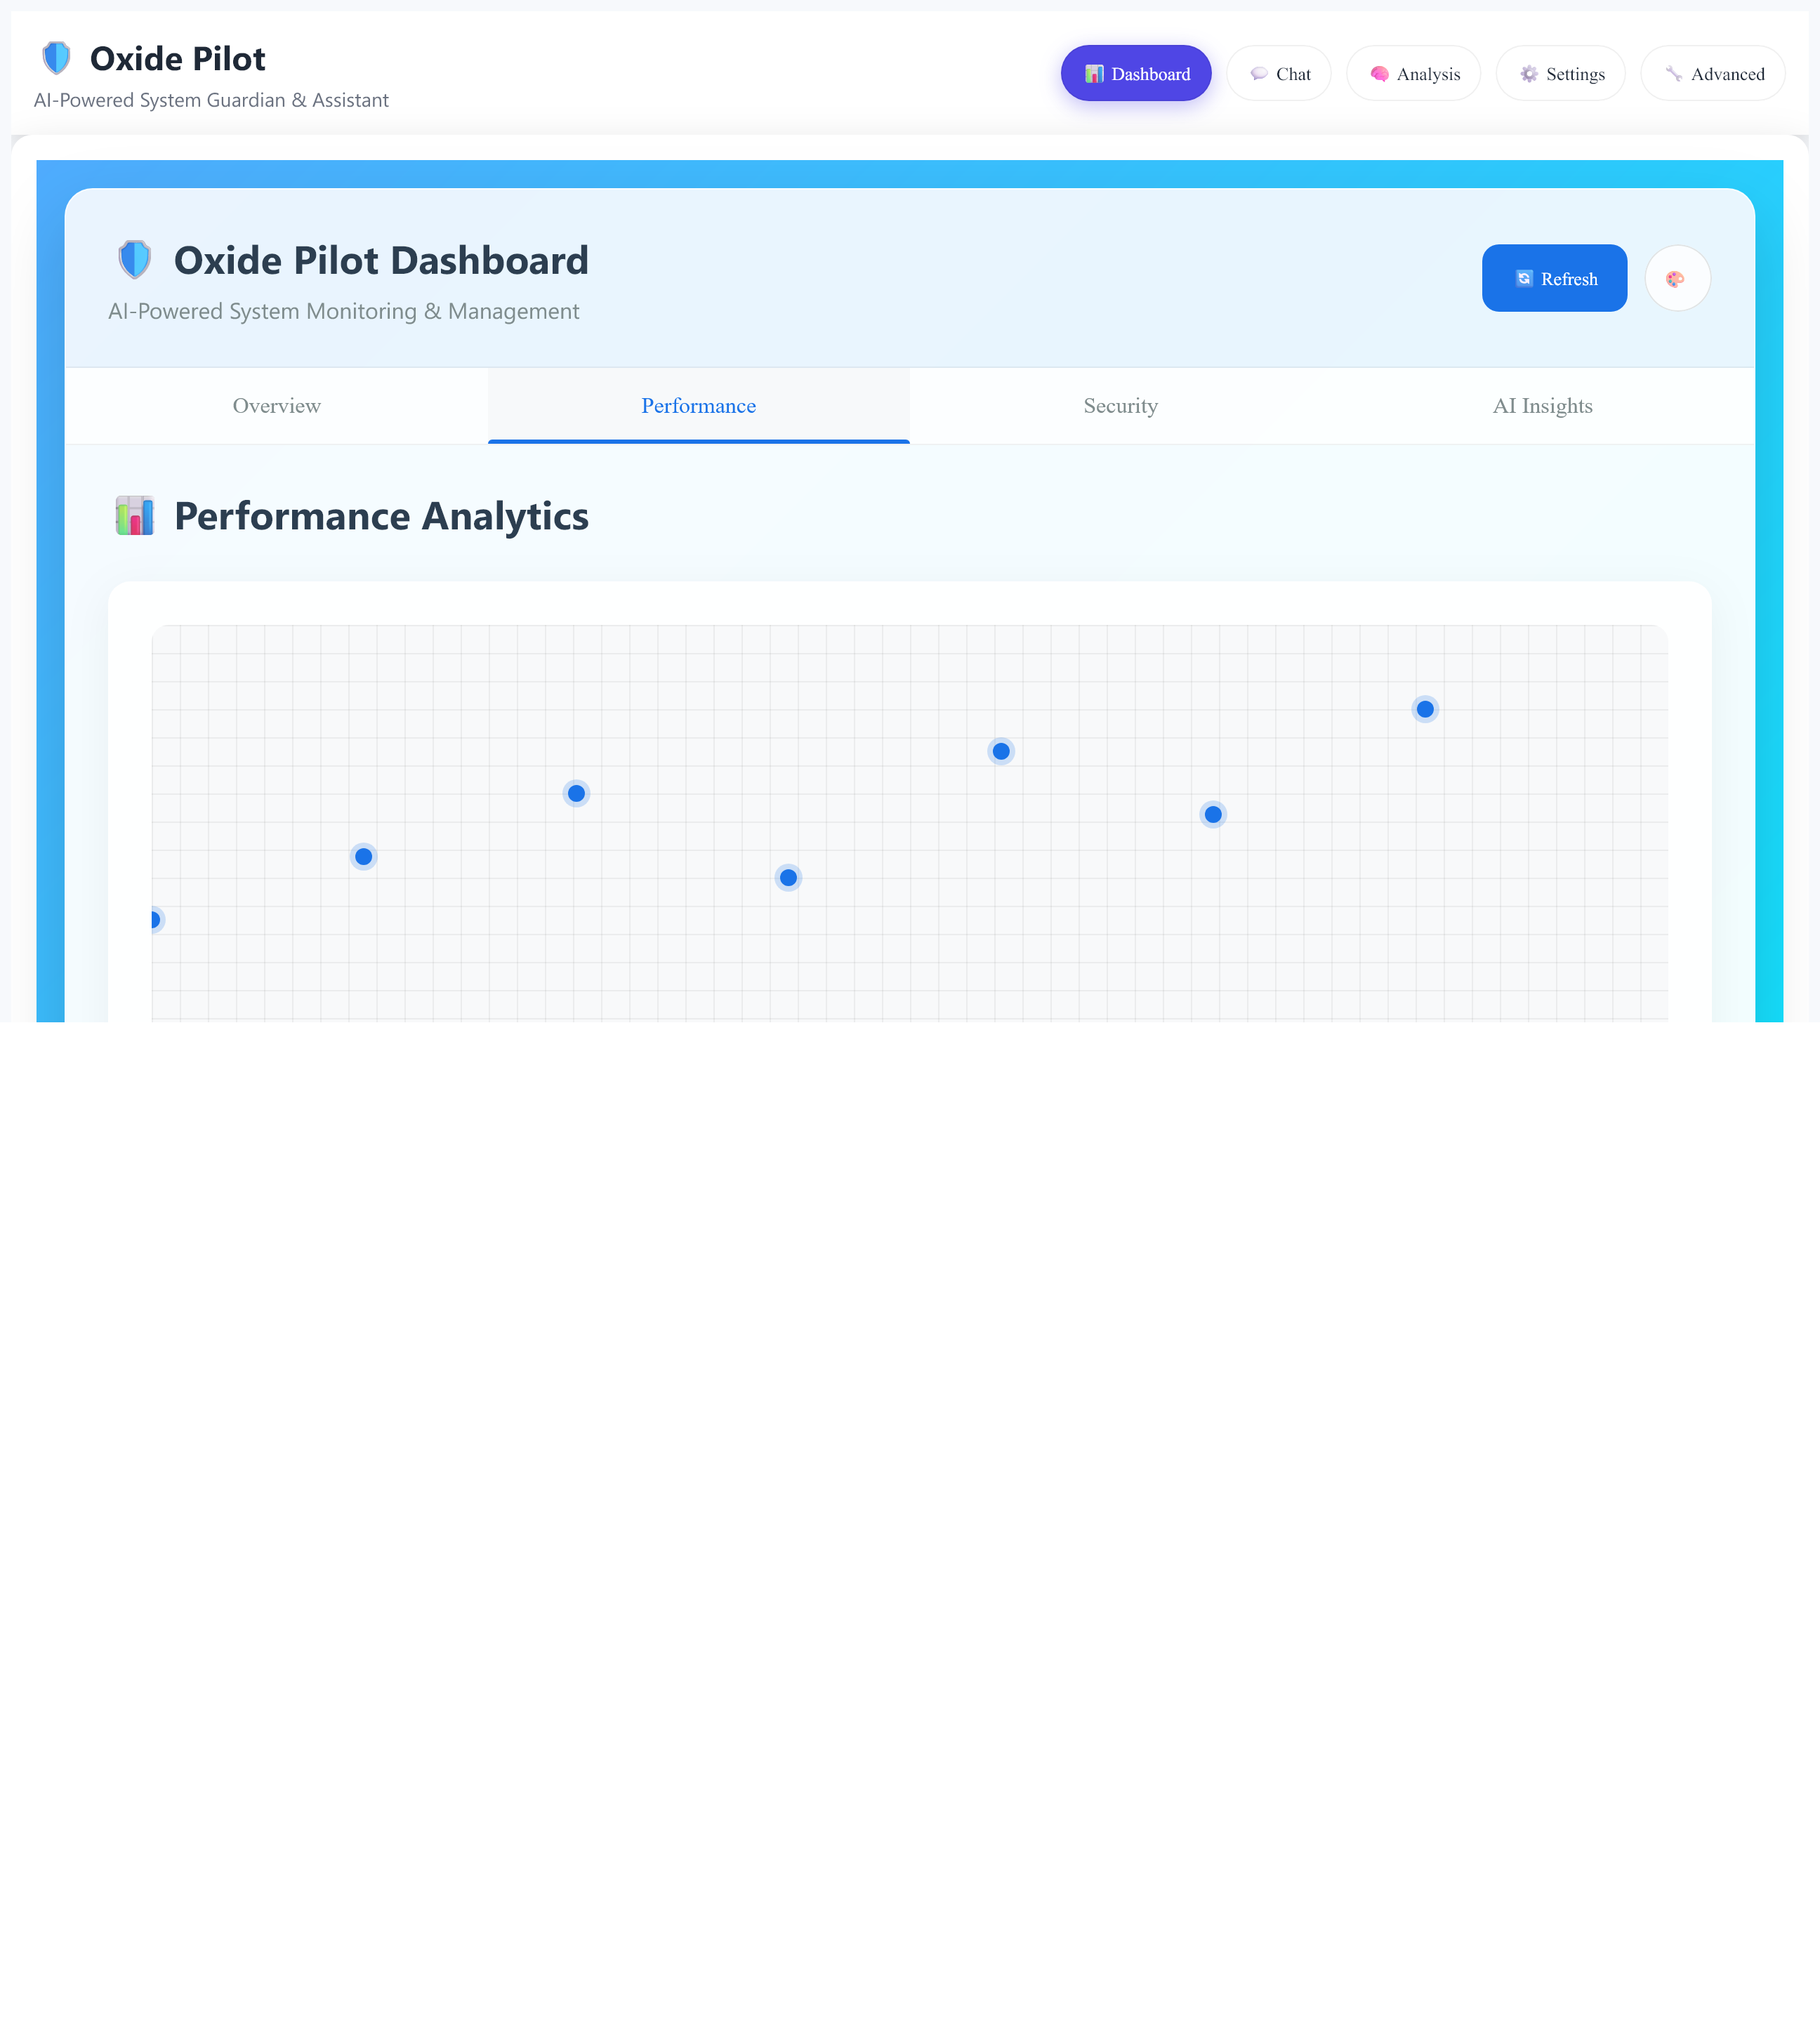 Oxide Pilot
AI-Powered System Guardian & Assistant
Dashboard
Chat
Analysis
Settings
Advanced
Oxide Pilot Dashboard
AI-Powered System Monitoring & Management
Refresh
Overview
Performance
Security
AI Insights
Performance Analytics